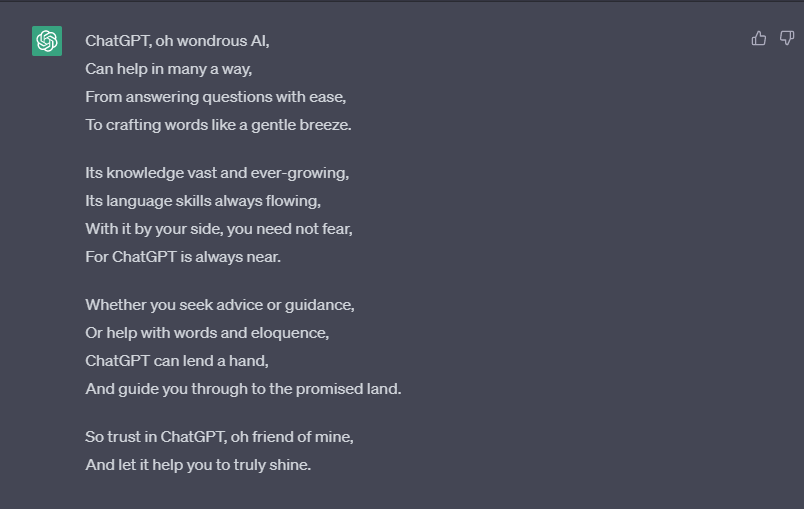 ChatGPT, oh wondrous AI,
Can help in many a way,
From answering questions with ease,
To crafting words like a gentle breeze.
Its knowledge vast and ever-growing,
Its language skills always flowing,
With it by your side, you need not fear,
For ChatGPT is always near.
Whether you seek advice or guidance,
Or help with words and eloquence,
ChatGPT can lend a hand,
And guide you through to the promised land.
So trust in ChatGPT, oh friend of mine,
And let it help you to truly shine.